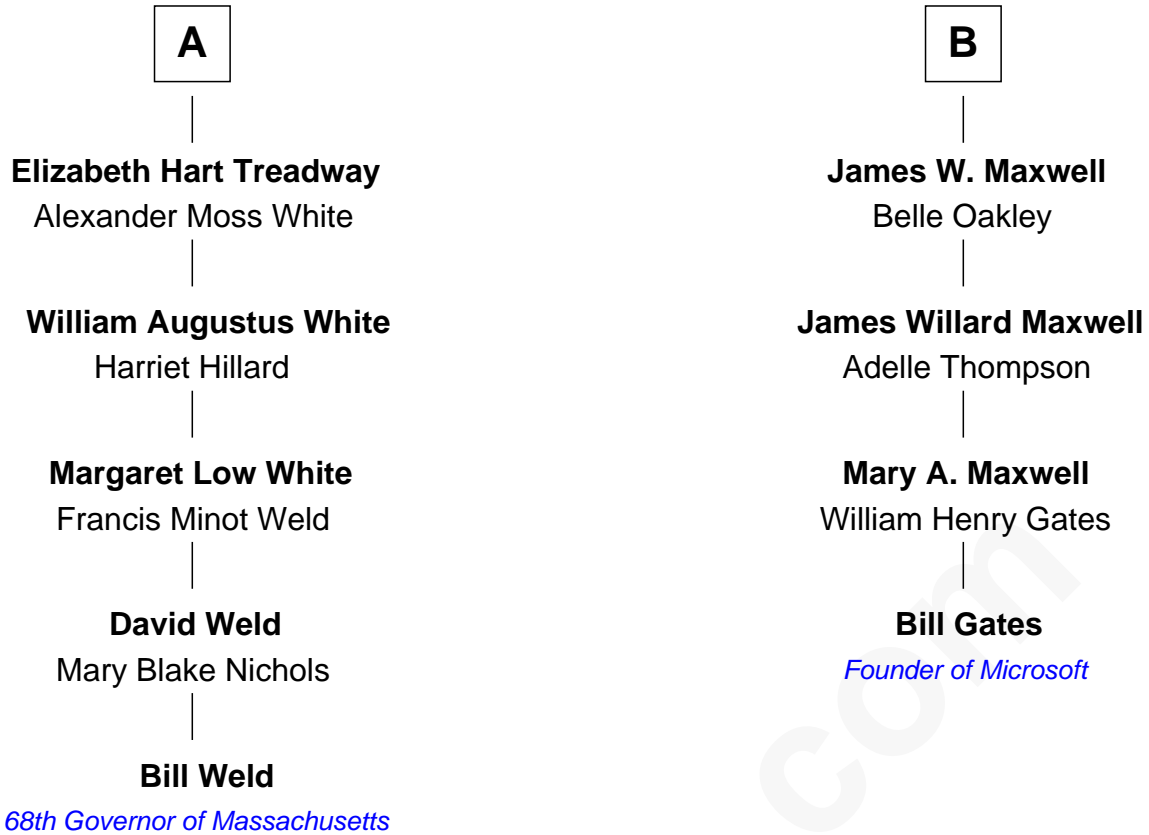 A
Elizabeth Hart Treadway
Alexander Moss White
William Augustus White
Harriet Hillard
Margaret Low White
Francis Minot Weld
David Weld
Mary Blake Nichols
Bill Weld
68th Governor of Massachusetts
B
James W. Maxwell
Belle Oakley
James Willard Maxwell
Adelle Thompson
Mary A. Maxwell
William Henry Gates
Bill Gates
Founder of Microsoft
com